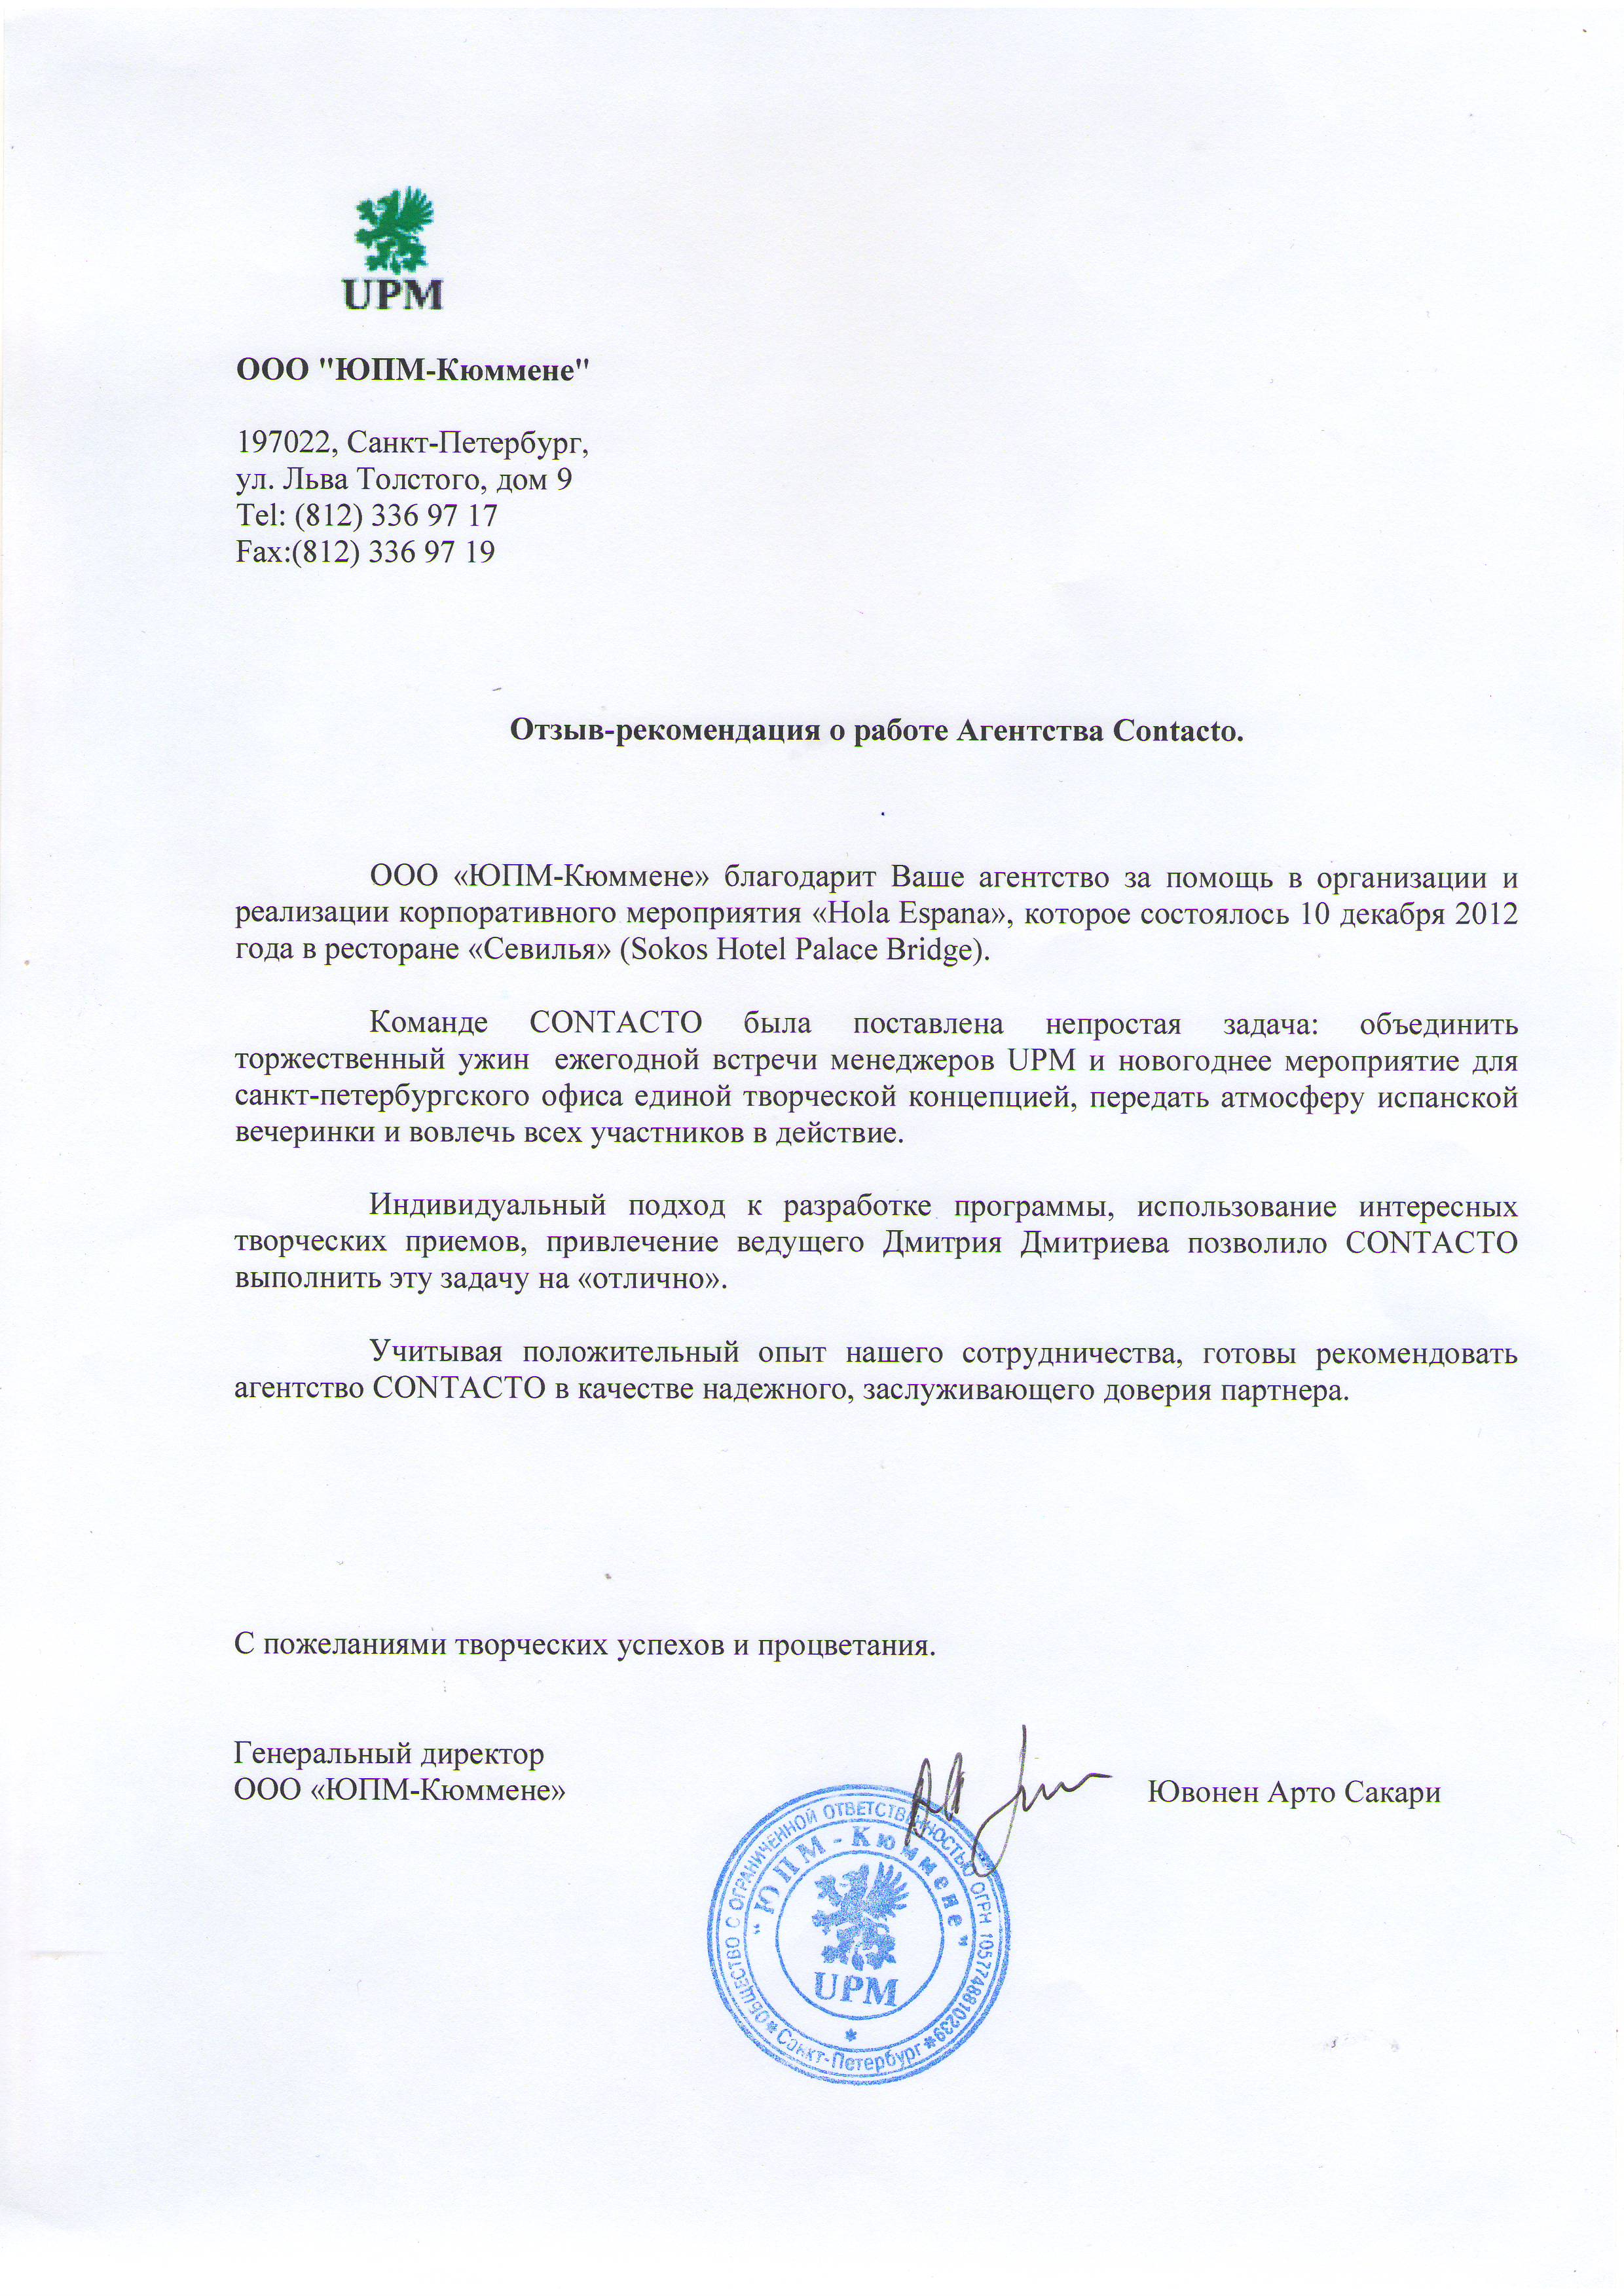 UPM
ООО "ЮПМ-Кюммене"
197022, Санкт-Петербург,
ул. Льва Толстого, дом 9
Tel: (812) 336 97 17
Fax:(812) 336 97 19
Отзыв-рекомендация о работе Агентства Contacto.
ООО «ЮПМ-Кюммене» благодарит Ваше агентство за помощь в организации и
реализации корпоративного мероприятия «Hola Espana», которое состоялось 10 декабря 2012
года в ресторане «Севилья» (Sokos Hotel Palace Bridge).
Команде CONTACTO была поставлена непростая задача: объединить
торжественный ужин ежегодной встречи менеджеров UPM и новогоднее мероприятие для
санкт-петербургского офиса единой творческой концепцией, передать атмосферу испанской
вечеринки и вовлечь всех участников в действие.
Индивидуальный подход к разработке программы, использование интересных
творческих приемов, привлечение ведущего Дмитрия Дмитриева позволило CONTACTO
выполнить эту задачу на «отлично».
Учитывая положительный опыт нашего сотрудничества, готовы рекомендовать
агентство CONTACTO в качестве надежного, заслуживающего доверия партнера.
С пожеланиями творческих успехов и процветания.
Генеральный директор
ООО «ЮПМ-Кюммене»
Ювонен Арто Сакари
ОБЩЕСТВО С ОГРАНИЧЕННОЙ ОТВЕТСТВЕННОСТЬЮ ОГРН 1057748810239
"ЮПМ-Кюммене"
UPM
*Санкт-Петербург*